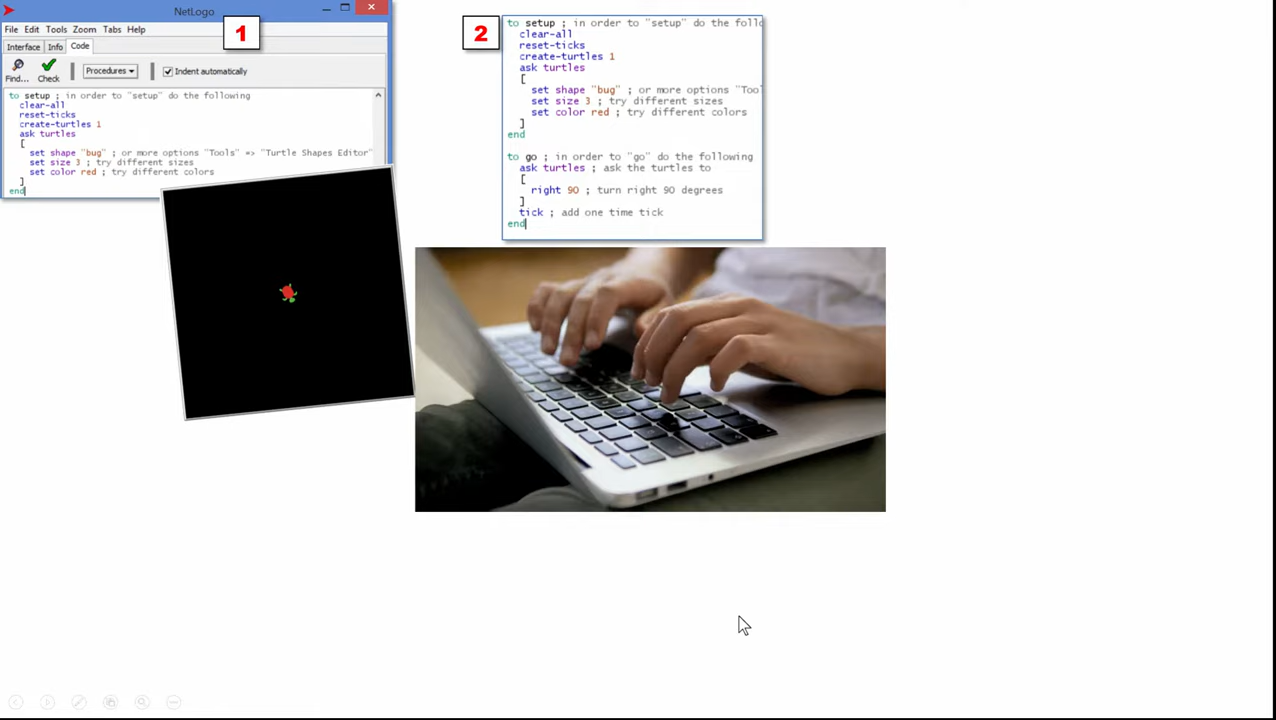 NetLogo
1
File Edit Tools Zoom Tabs Help
Interface Info Code
Find... Check Procedures Indent automatically
to setup ; in order to "setup" do the following
clear-all
reset-ticks
create-turtles 1
ask turtles
[
set shape "bug" ; or more options "Tools" => "Turtle Shapes Editor"
set size 3 ; try different sizes
set color red ; try different colors
]
end
2
to setup ; in order to "setup" do the follo
clear-all
reset-ticks
create-turtles 1
ask turtles
[
set shape "bug" ; or more options "Tool
set size 3 ; try different sizes
set color red ; try different colors
]
end
to go ; in order to "go" do the following
ask turtles ; ask the turtles to
[
right 90 ; turn right 90 degrees
]
tick ; add one time tick
end